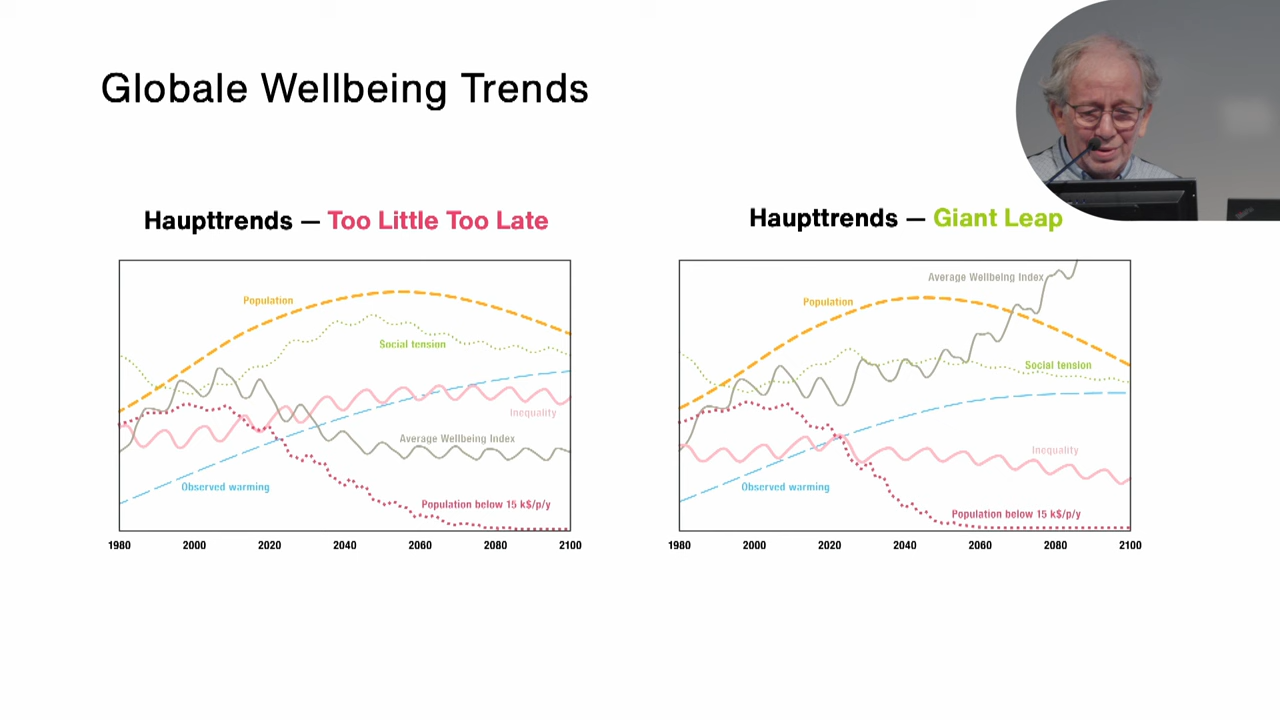 Globale Wellbeing Trends
Haupttrends — Too Little Too Late
Population
Social tension
Inequality
Average Wellbeing Index
Observed warming
Population below 15 k$/p/y
1980 2000 2020 2040 2060 2080 2100
Haupttrends — Giant Leap
Average Wellbeing Index
Population
Social tension
Inequality
Observed warming
Population below 15 k$/p/y
1980 2000 2020 2040 2060 2080 2100